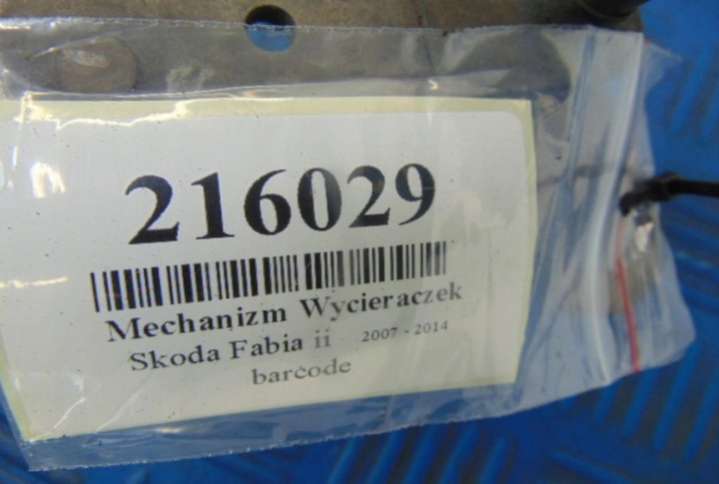 216029
Mechanizm Wycieraczek
Skoda Fabia ii 2007 - 2014
barcode